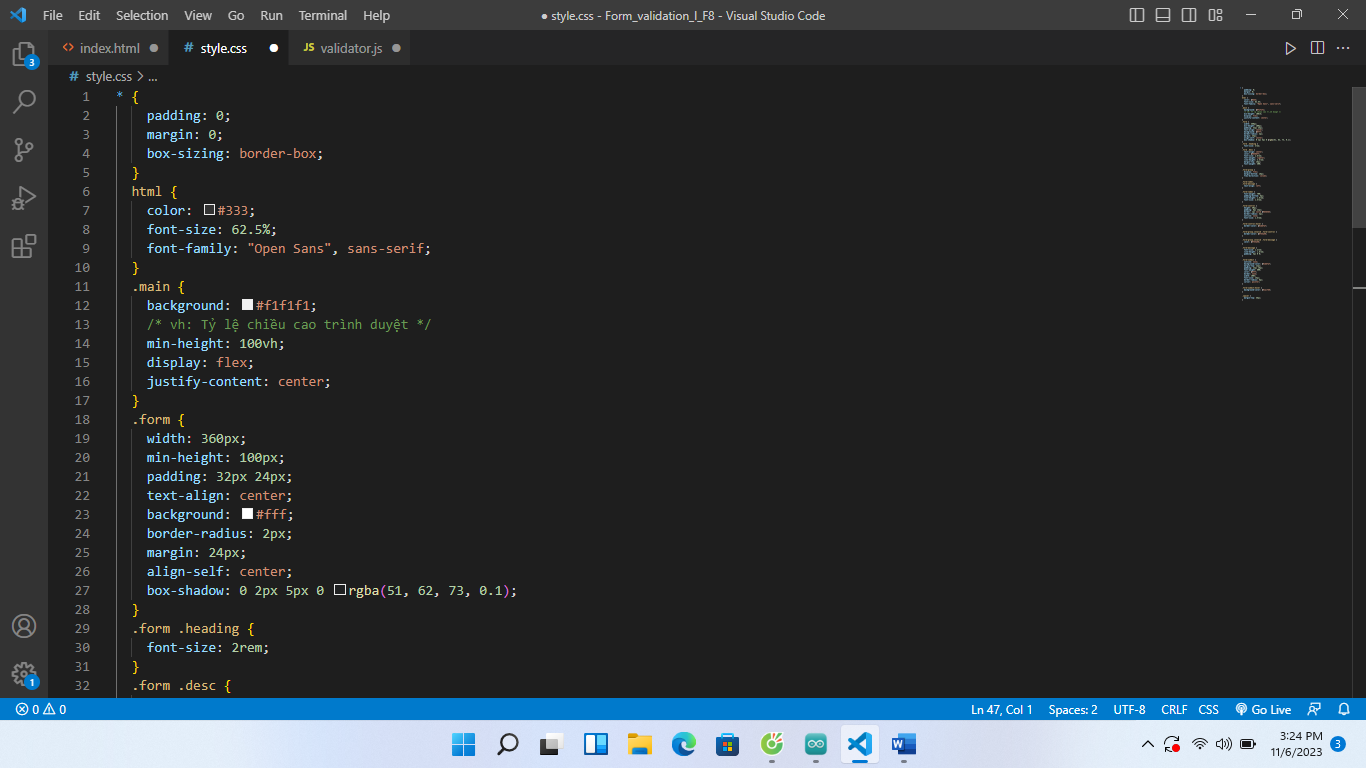 File Edit Selection View Go Run Terminal Help
● style.css - Form_validation_I_F8 - Visual Studio Code
<> index.html ●
# style.css ●
JS validator.js ●
# style.css > ...
1 * {
2 padding: 0;
3 margin: 0;
4 box-sizing: border-box;
5 }
6 html {
7 color: #333;
8 font-size: 62.5%;
9 font-family: "Open Sans", sans-serif;
10 }
11 .main {
12 background: #f1f1f1;
13 /* vh: Tỷ lệ chiều cao trình duyệt */
14 min-height: 100vh;
15 display: flex;
16 justify-content: center;
17 }
18 .form {
19 width: 360px;
20 min-height: 100px;
21 padding: 32px 24px;
22 text-align: center;
23 background: #fff;
24 border-radius: 2px;
25 margin: 24px;
26 align-self: center;
27 box-shadow: 0 2px 5px 0 rgba(51, 62, 73, 0.1);
28 }
29 .form .heading {
30 font-size: 2rem;
31 }
32 .form .desc {
3
1
0 0
Ln 47, Col 1 Spaces: 2 UTF-8 CRLF CSS Go Live
W
3:24 PM
11/6/2023
3